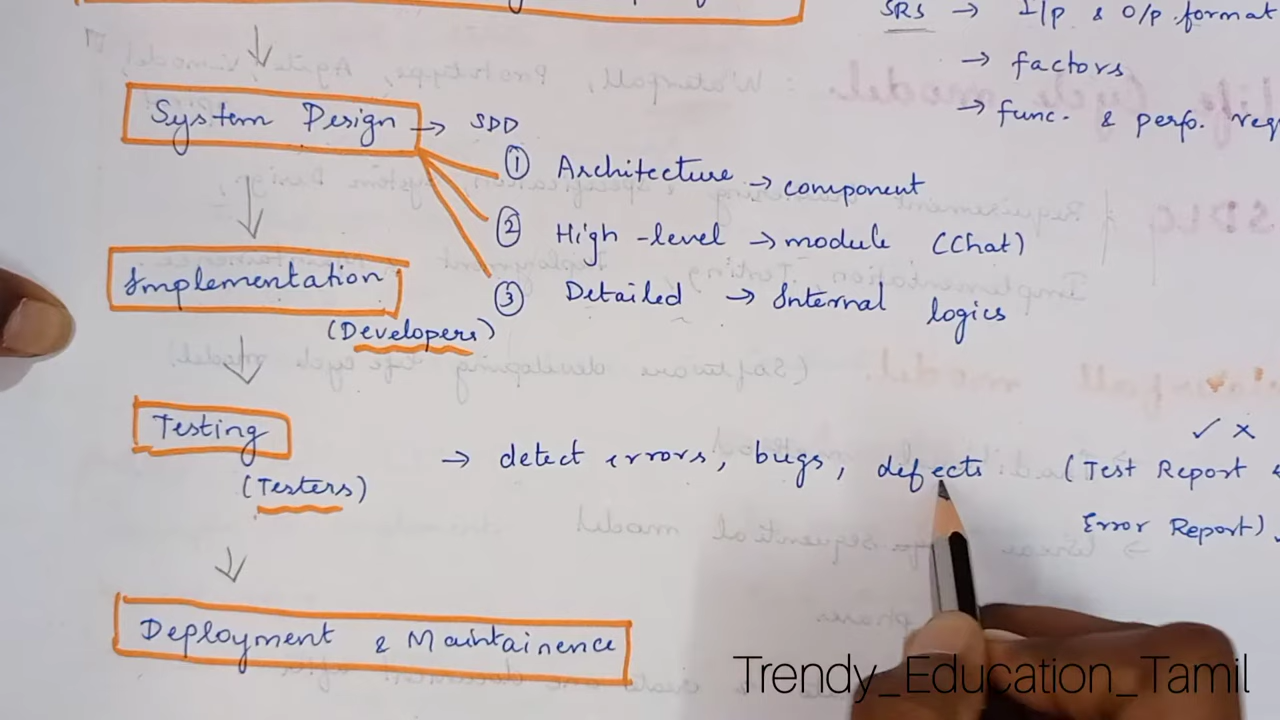 SRS → I/p & O/p format
→ factors
→ func. & perfo. req
System Design → SDD
① Architecture → component
② High-level → module (Chat)
③ Detailed → Internal logics
Implementation
(Developers)
Testing
(Testers)
→ detect errors, bugs, defects (Test Report &
✓ ✗
Error Report)
Deployment & Maintainence
Trendy_Education_Tamil